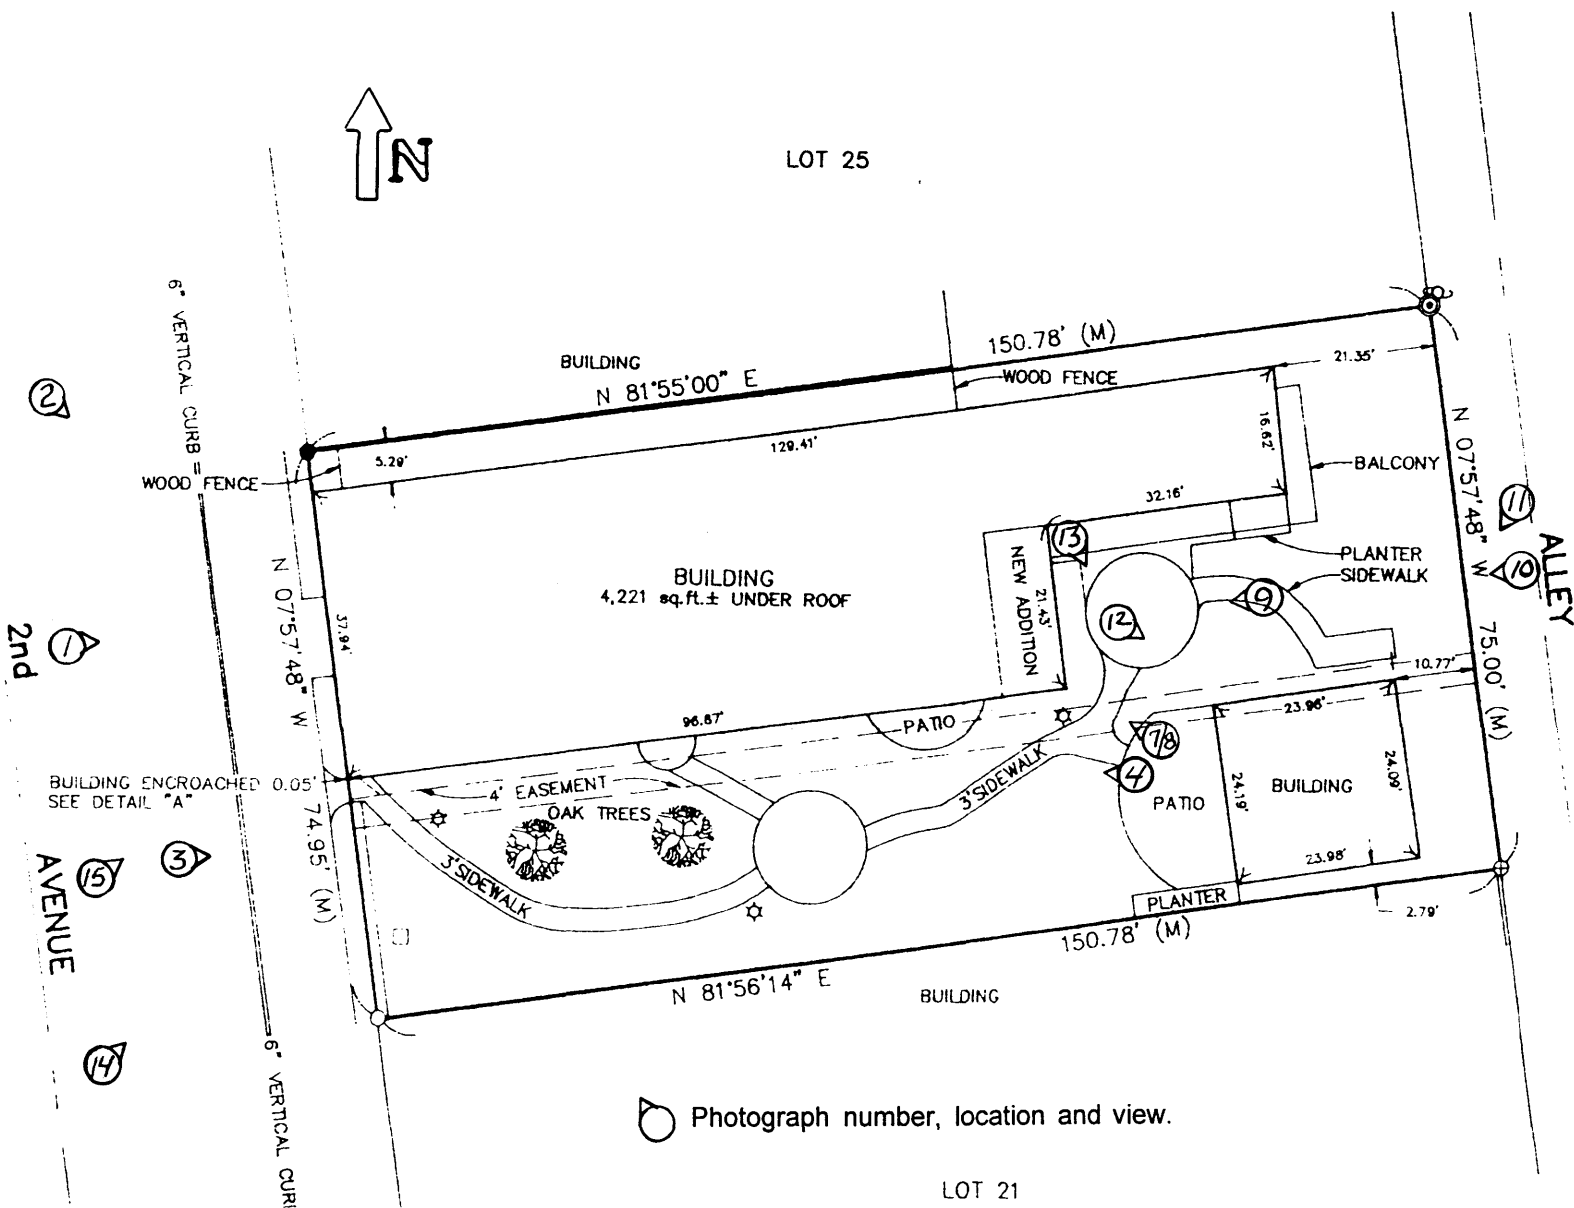 N
LOT 25
6" VERTICAL CURB
2
BUILDING
N 81°55'00" E
150.78' (M)
WOOD FENCE
21.35'
WOOD FENCE
5.29'
129.41'
16.62'
BALCONY
N 07°57'48" W
75.00' (M)
32.16'
11
ALLEY
10
13
NEW ADDITION
21.43'
PLANTER
SIDEWALK
9
12
BUILDING
4,221 sq.ft.± UNDER ROOF
N 07°57'48" W
74.95' (M)
37.94'
2nd
AVENUE
1
10.77'
23.96'
96.87'
PATIO
7/8
4
BUILDING ENCROACHED 0.05'
SEE DETAIL "A"
4' EASEMENT
OAK TREES
3'SIDEWALK
PATIO
24.19'
BUILDING
24.09'
3
15
3'SIDEWALK
23.98'
PLANTER
2.79'
150.78' (M)
N 81°56'14" E
BUILDING
14
6" VERTICAL CURB
Photograph number, location and view.
LOT 21